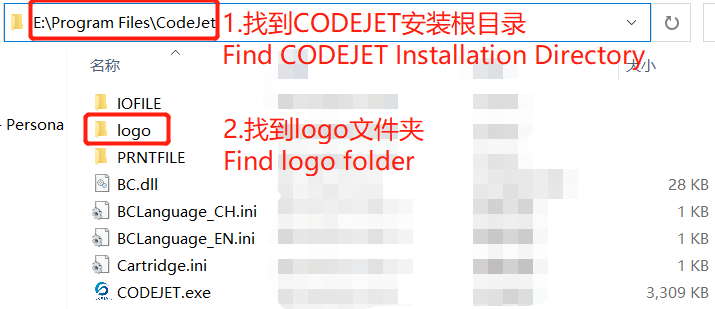 E:\Program Files\CodeJet
1.找到CODEJET安装根目录
Find CODEJET Installation Directory
名称
大小
IOFILE
- Persona
logo
2.找到logo文件夹
Find logo folder
PRNTFILE
BC.dll 28 KB
BCLanguage_CH.ini 1 KB
BCLanguage_EN.ini 1 KB
Cartridge.ini 1 KB
CODEJET.exe 3,309 KB